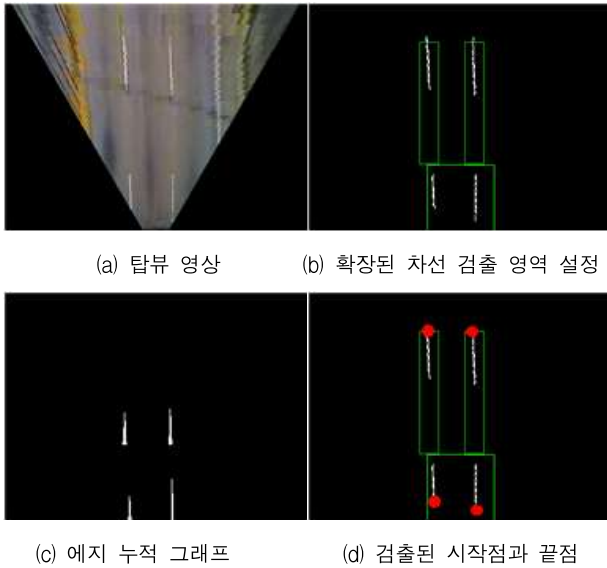 (a) 탑뷰 영상
(b) 확장된 차선 검출 영역 설정
(c) 에지 누적 그래프
(d) 검출된 시작점과 끝점